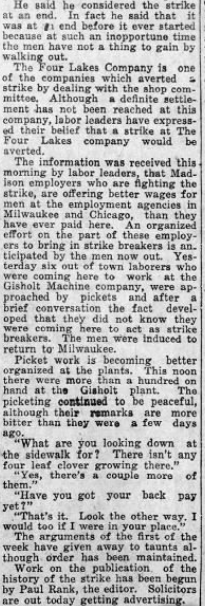 He said he considered the strike
at an end. In fact he said that it
was at an end before it ever started
because at such an inopportune time
the men have not a thing to gain by
walking out.
The Four Lakes Company is one
of the companies which averted a
strike by dealing with the shop com-
mittee. Although a definite settle-
ment has not been reached at this
company, labor leaders have express-
ed their belief that a strike at The
Four Lakes company would be
averted.
The information was received this
morning by labor leaders, that Mad-
ison employers who are fighting the
strike, are offering better wages for
men at the employment agencies in
Milwaukee and Chicago, than they
have ever paid here. An organized
effort on the part of these employ-
ers to bring in strike breakers is an-
ticipated by the men now out. Yes-
terday six out of town laborers who
were coming here to work at the
Gisholt Machine company, were ap-
proached by pickets and after a
brief conversation the fact devel-
oped that they did not know they
were coming here to act as strike
breakers. The men were induced to
return to Milwaukee.
Picket work is becoming better
organized at the plants. This noon
there were more than a hundred on
hand at the Gisholt plant. The
picketing continued to be peaceful,
although their remarks are more
bitter than they were a few days
ago.
"What are you looking down at
the sidewalk for? There isn't any
four leaf clover growing there."
"Yes, there's a couple more of
them."
"Have you got your back pay
yet?"
"That's it. Look the other way. I
would too if I were in your place."
The arguments of the first of the
week have given away to taunts al-
though order has been maintained.
Work on the publication of the
history of the strike has been begun
by Paul Rank, the editor. Solicitors
are out today getting advertising.